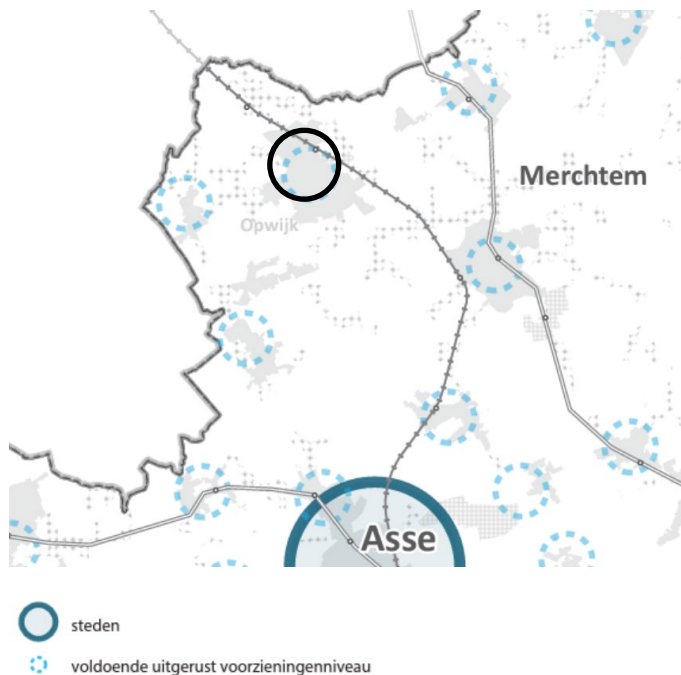 Merchtem
Opwijk
Asse
steden
voldoende uitgerust voorzieningenniveau